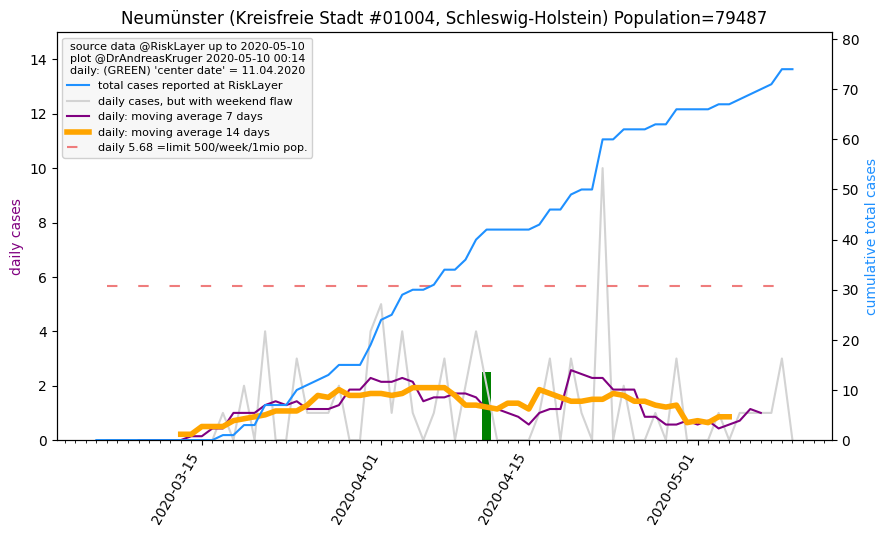 Neumünster (Kreisfreie Stadt #01004, Schleswig-Holstein) Population=79487
source data @RiskLayer up to 2020-05-10
plot @DrAndreasKruger 2020-05-10 00:14
daily: (GREEN) 'center date' = 11.04.2020
total cases reported at RiskLayer
daily cases, but with weekend flaw
daily: moving average 7 days
daily: moving average 14 days
daily 5.68 =limit 500/week/1mio pop.
daily cases
14
12
10
8
6
4
2
0
80
70
60
50
40
30
20
10
0
cumulative total cases
2020-03-15
2020-04-01
2020-04-15
2020-05-01